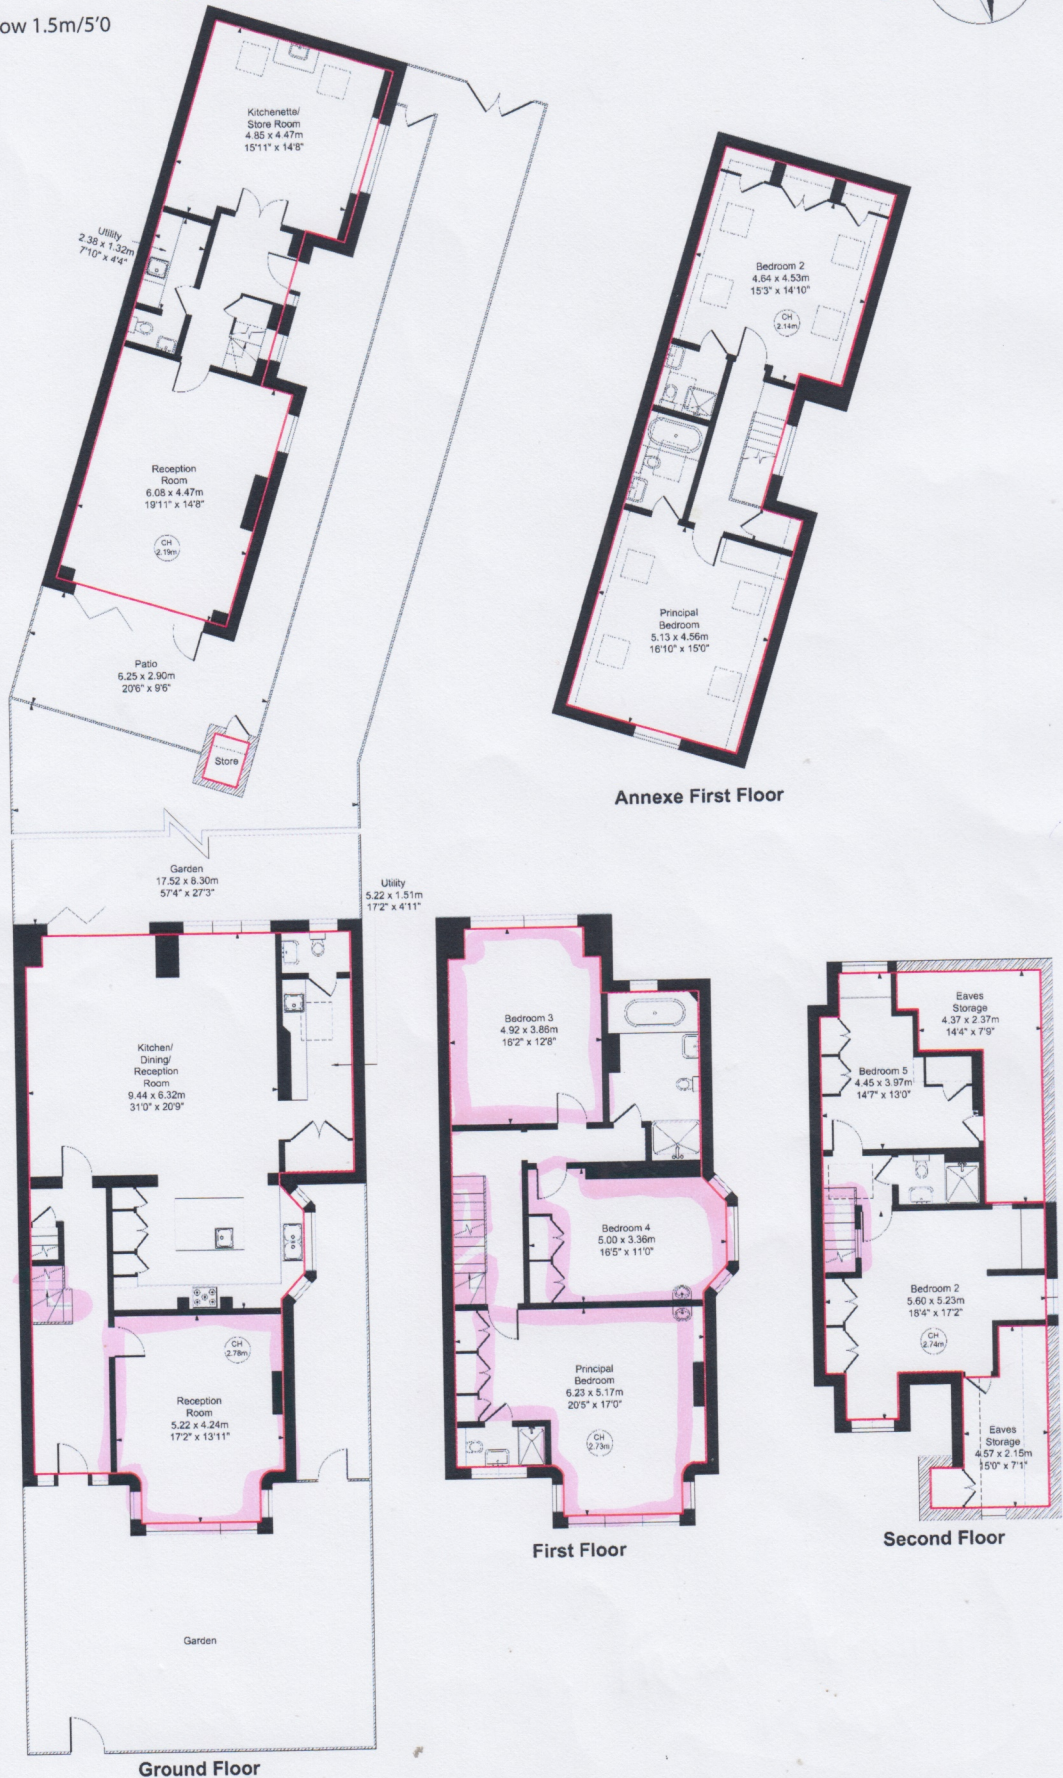 ow 1.5m/5'0
Kitchenette/
Store Room
4.85 x 4.47m
15'11" x 14'8"
Utility
2.38 x 1.32m
7'10" x 4'4"
Reception
Room
6.08 x 4.47m
19'11" x 14'8"
CH
2.19m
Patio
6.25 x 2.90m
20'6" x 9'6"
Store
Bedroom 2
4.64 x 4.53m
15'3" x 14'10"
CH
2.14m
Principal
Bedroom
5.13 x 4.56m
16'10" x 15'0"
Annexe First Floor
Garden
17.52 x 8.30m
57'4" x 27'3"
Utility
5.22 x 1.51m
17'2" x 4'11"
Kitchen/
Dining/
Reception
Room
9.44 x 6.32m
31'0" x 20'9"
CH
2.78m
Reception
Room
5.22 x 4.24m
17'2" x 13'11"
Garden
Ground Floor
Bedroom 3
4.92 x 3.86m
16'2" x 12'8"
Bedroom 4
5.00 x 3.36m
16'5" x 11'0"
Principal
Bedroom
6.23 x 5.17m
20'5" x 17'0"
CH
2.73m
First Floor
Eaves
Storage
4.37 x 2.37m
14'4" x 7'9"
Bedroom 5
4.45 x 3.97m
14'7" x 13'0"
Bedroom 2
5.60 x 5.23m
18'4" x 17'2"
CH
2.74m
Eaves
Storage
4.57 x 2.15m
15'0" x 7'1"
Second Floor